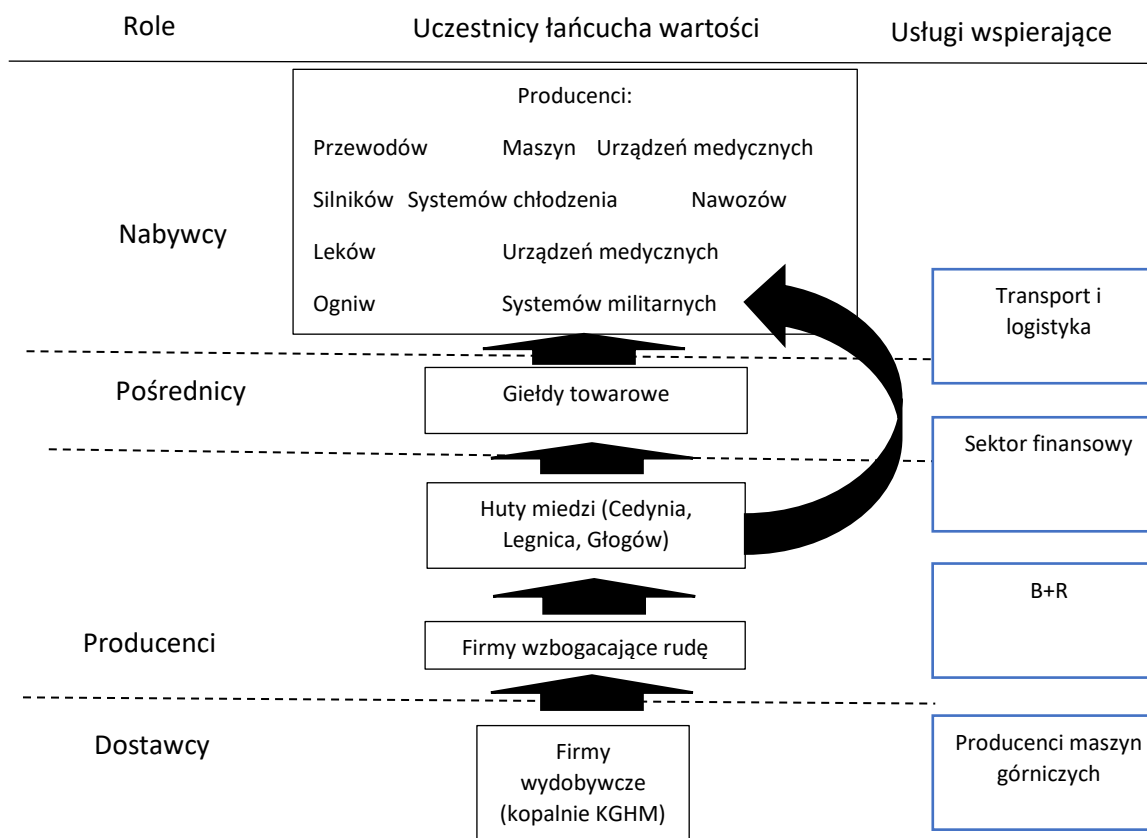 Role Uczestnicy łańcucha wartości Usługi wspierające
Producenci:
Przewodów Maszyn Urządzeń medycznych
Silników Systemów chłodzenia Nawozów
Nabywcy
Leków Urządzeń medycznych
Ogniw Systemów militarnych
Transport i
logistyka
Pośrednicy
Giełdy towarowe
Sektor finansowy
Huty miedzi (Cedynia,
Legnica, Głogów)
B+R
Producenci
Firmy wzbogacające rudę
Dostawcy
Firmy
wydobywcze
(kopalnie KGHM)
Producenci maszyn
górniczych